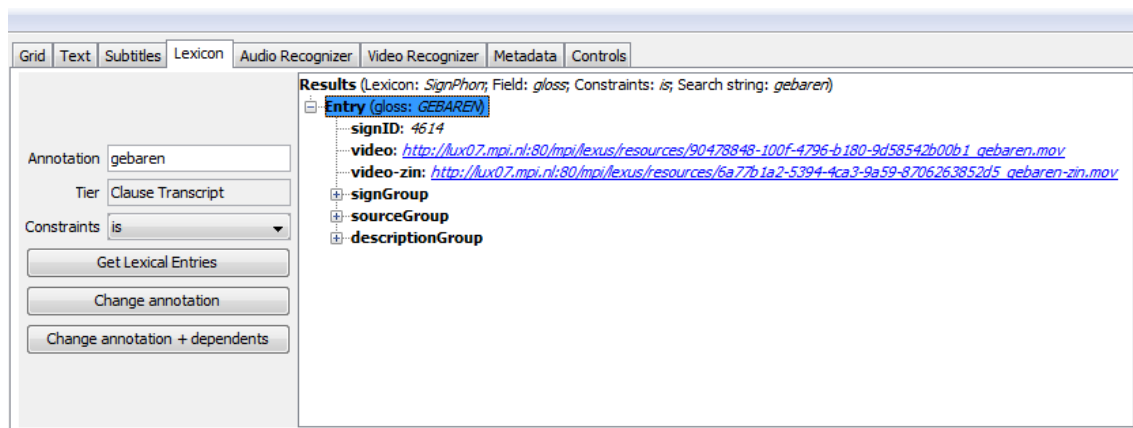 Grid Text Subtitles Lexicon Audio Recognizer Video Recognizer Metadata Controls
Results (Lexicon: SignPhon; Field: gloss; Constraints: is; Search string: gebaren)
Entry (gloss: GEBAREN)
signID: 4614
video: http://lux07.mpi.nl:80/mpi/lexus/resources/90478848-100f-4796-b180-9d58542b00b1_gebaren.mov
video-zin: http://lux07.mpi.nl:80/mpi/lexus/resources/6a77b1a2-5394-4ca3-9a59-8706263852d5_gebaren-zin.mov
signGroup
sourceGroup
descriptionGroup
Annotation gebaren
Tier Clause Transcript
Constraints is
Get Lexical Entries
Change annotation
Change annotation + dependents